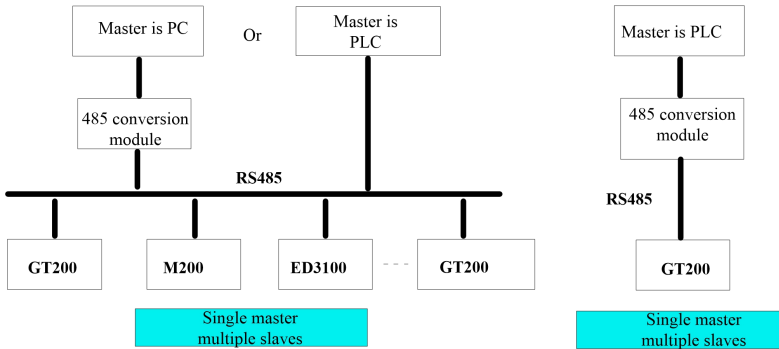 Master is PC
Or
Master is
PLC
485 conversion
module
RS485
GT200
M200
ED3100
GT200
Single master
multiple slaves
Master is PLC
485 conversion
module
RS485
GT200
Single master
multiple slaves